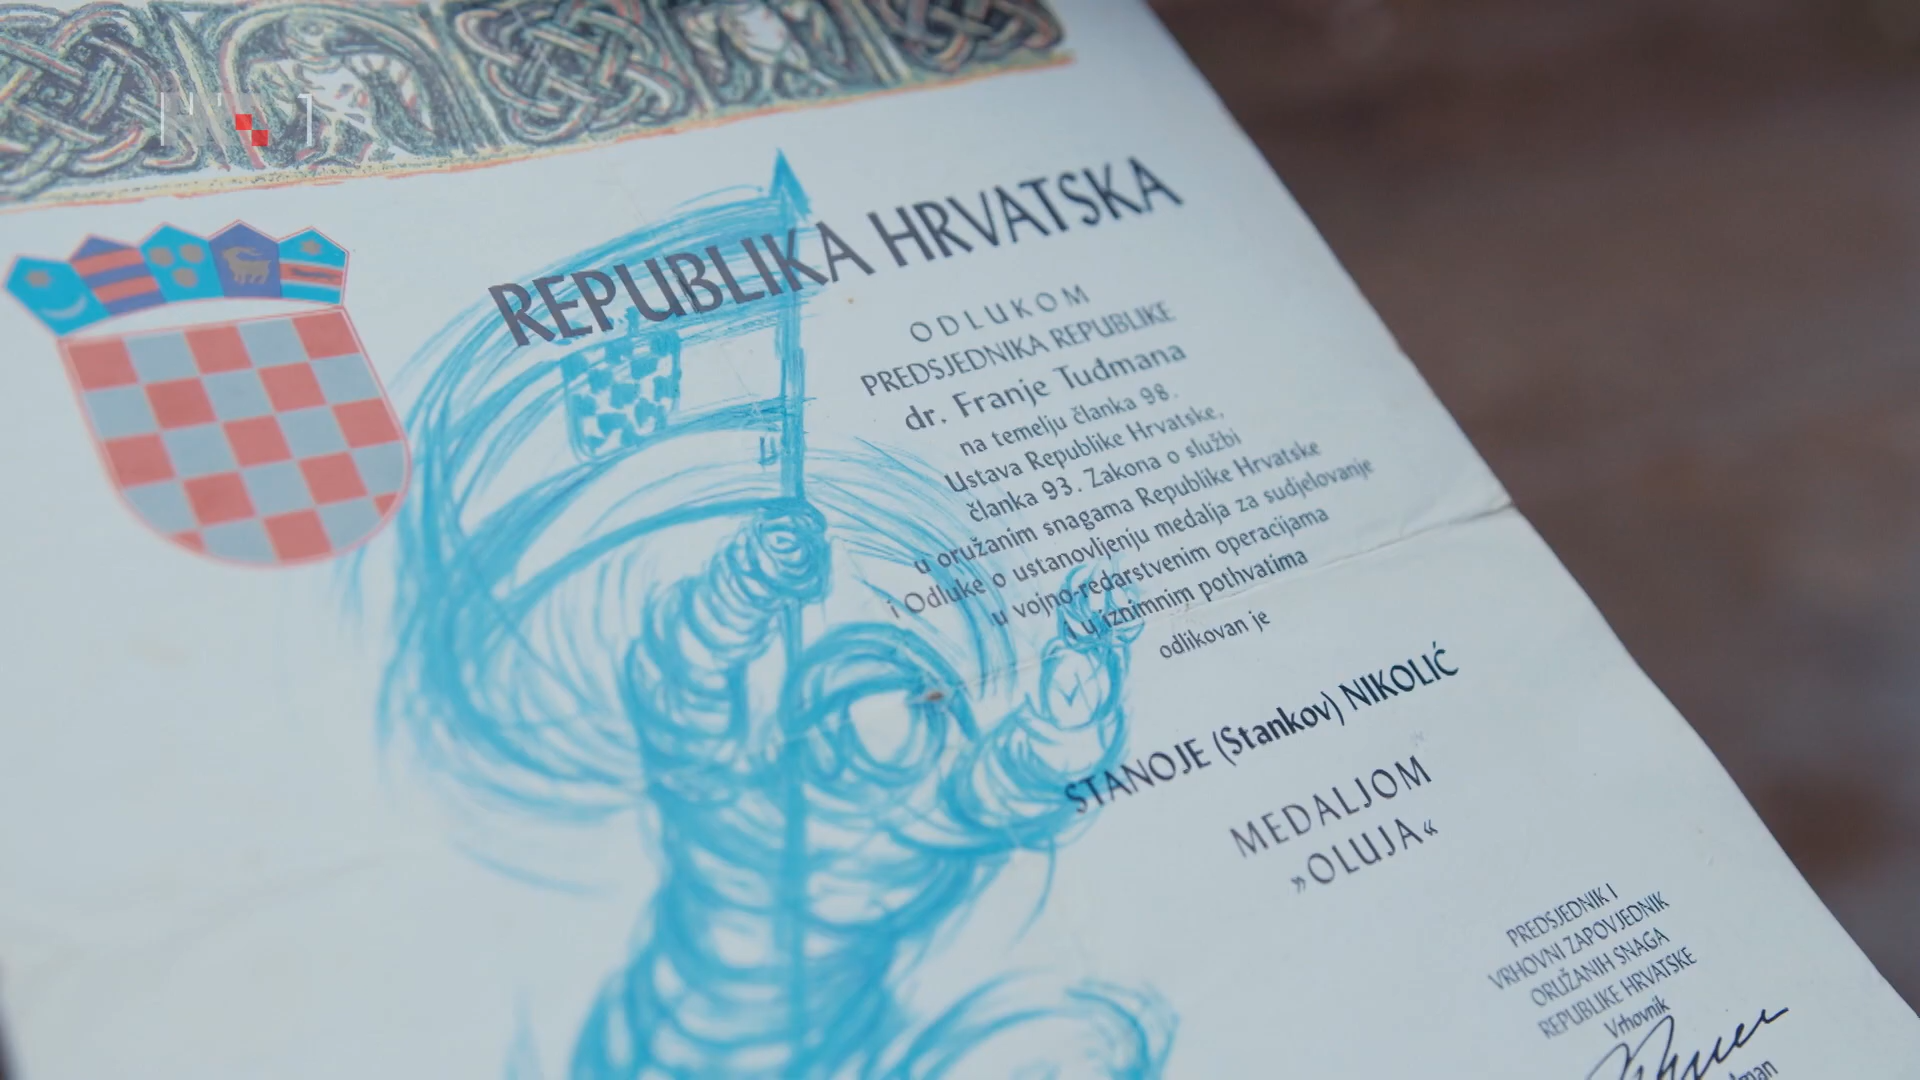 REPUBLIKA HRVATSKA
ODLUKOM
PREDSJEDNIKA REPUBLIKE
dr. Franje Tuđmana
na temelju članka 98.
Ustava Republike Hrvatske,
članka 93. Zakona o službi
u oružanim snagama Republike Hrvatske
i Odluke o ustanovljenju medalja za sudjelovanje
u vojno-redarstvenim operacijama
i u iznimnim pothvatima
odlikovan je
STANOJE (Stankov) NIKOLIĆ
MEDALJOM
»OLUJA«
PREDSJEDNIK I
VRHOVNI ZAPOVJEDNIK
ORUŽANIH SNAGA
REPUBLIKE HRVATSKE
Vrhovnik